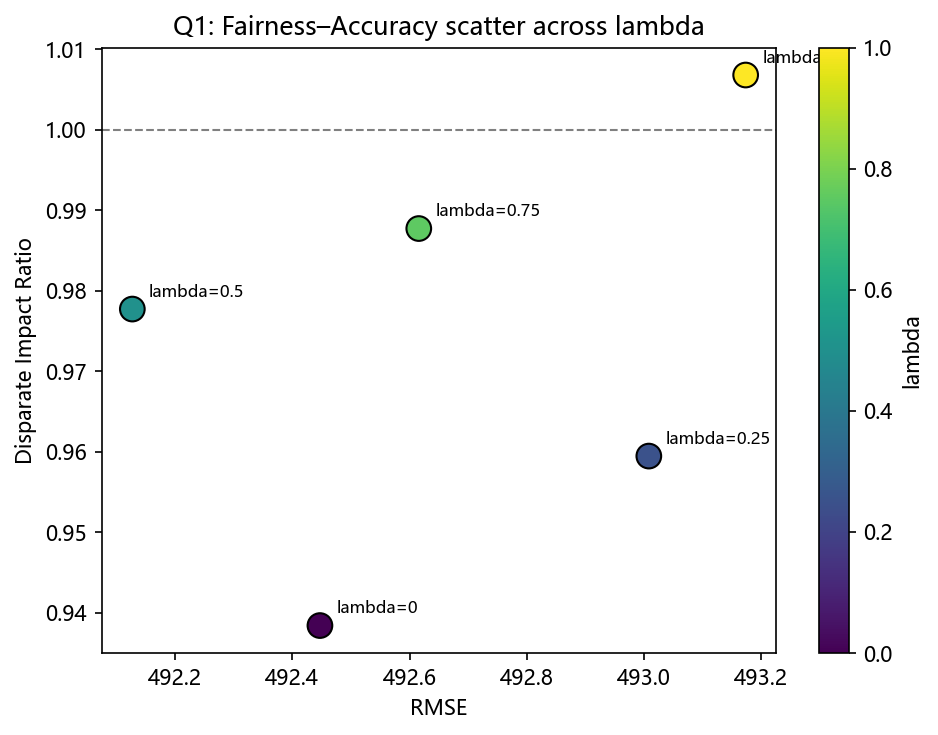 Q1: Fairness–Accuracy scatter across lambda
1.01
1.00
0.99
0.98
0.97
0.96
0.95
0.94
Disparate Impact Ratio
lambda
lambda=0.75
lambda=0.5
lambda=0.25
lambda=0
492.2
492.4
492.6
492.8
493.0
493.2
RMSE
1.0
0.8
0.6
0.4
0.2
0.0
lambda